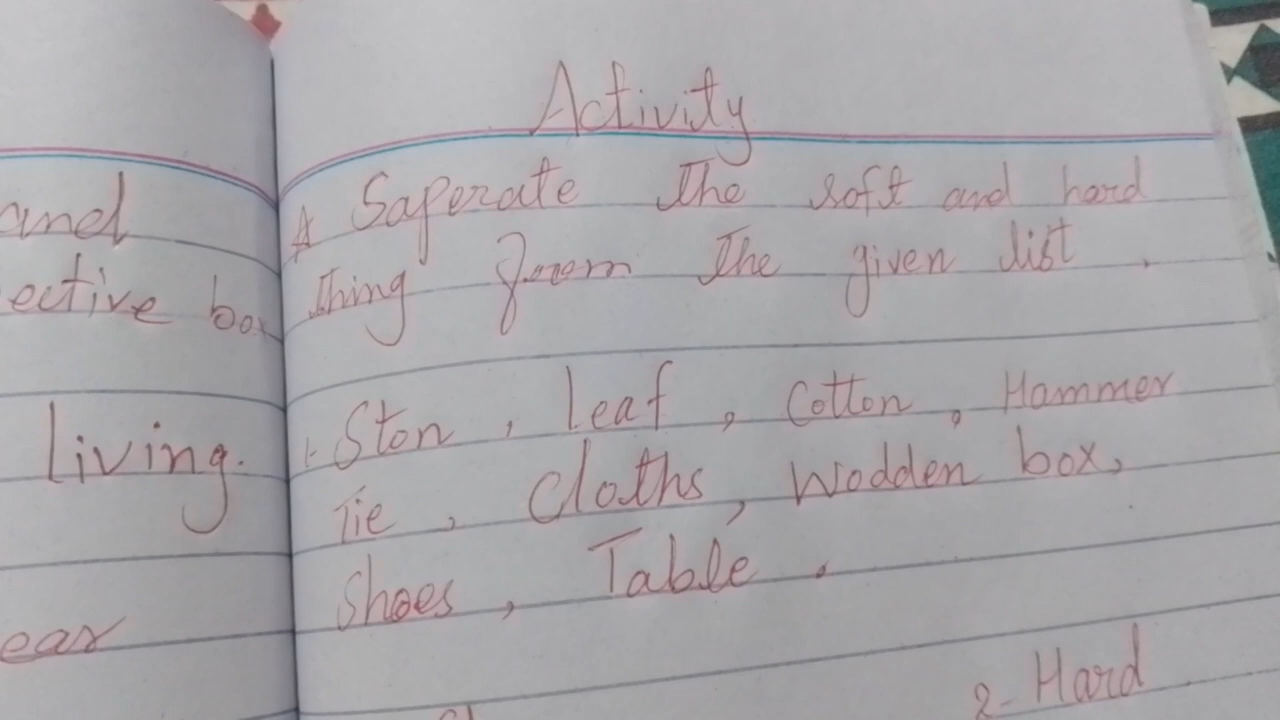 and
ective box
living.
ear
Activity
Saperate The soft and hard
Thing from The given list .
1- Ston , leaf , Cotton , Hammer
Tie , Cloths , Wodden box,
Shoes , Table .
2- Hard